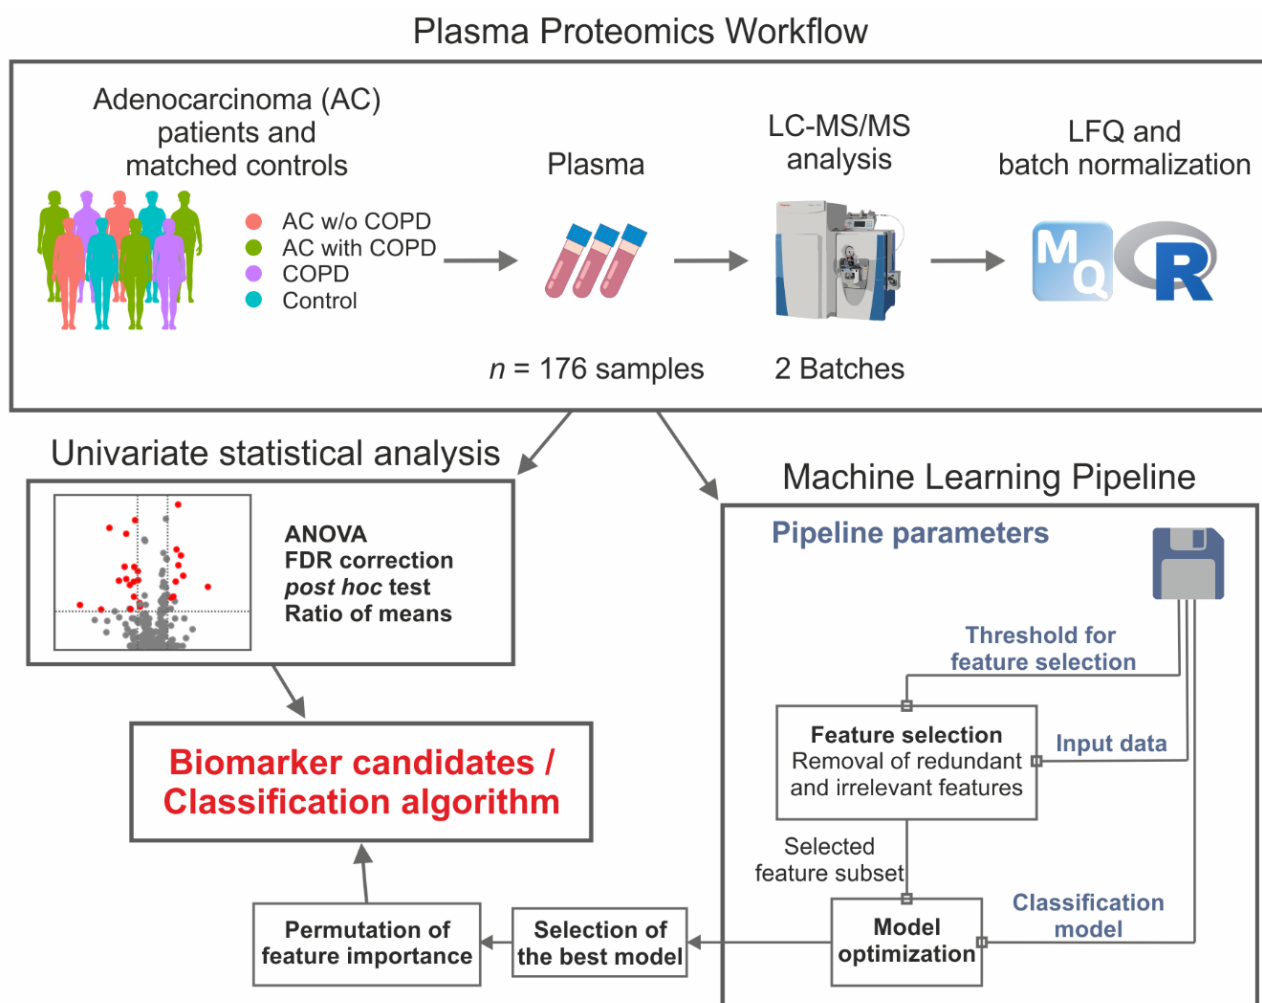 Plasma Proteomics Workflow
Adenocarcinoma (AC)
patients and
matched controls
AC w/o COPD
AC with COPD
COPD
Control
Plasma
n = 176 samples
LC-MS/MS
analysis
2 Batches
LFQ and
batch normalization
M
Q
R
Univariate statistical analysis
ANOVA
FDR correction
post hoc test
Ratio of means
Machine Learning Pipeline
Pipeline parameters
Threshold for
feature selection
Feature selection
Removal of redundant
and irrelevant features
Input data
Selected
feature subset
Classification
model
Model
optimization
Selection of
the best model
Permutation of
feature importance
Biomarker candidates /
Classification algorithm